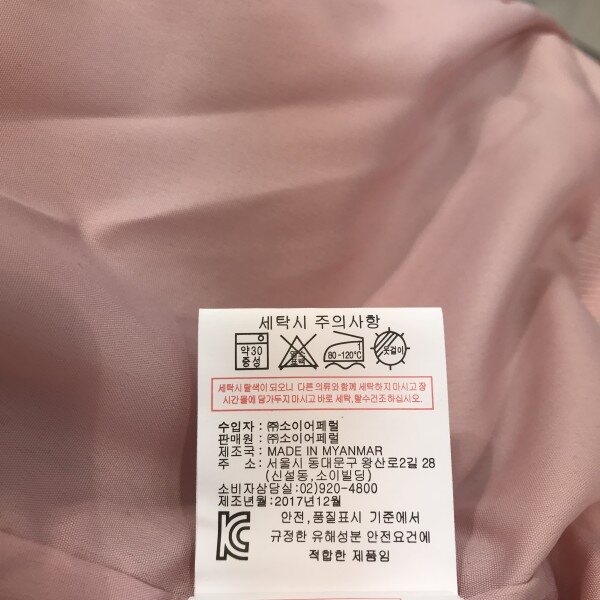 세탁시 주의사항
약30
중성
염소
표백
1
80-120℃
옷걸이
세탁시 탈색이 되오니 다른 의류와 함께 세탁하지 마시고 장
시간 물에 담가두지 마시고 바로 세탁,탈수건조 하십시오.
수입자 : ㈜소이어페럴
판매원 : ㈜소이어페럴
제조국 : MADE IN MYANMAR
주 소 : 서울시 동대문구 왕산로2길 28
(신설동,소이빌딩)
소비자상담실:02)920-4800
제조년월:2017년12월
안전,품질표시 기준에서
규정한 유해성분 안전요건에
적합한 제품임